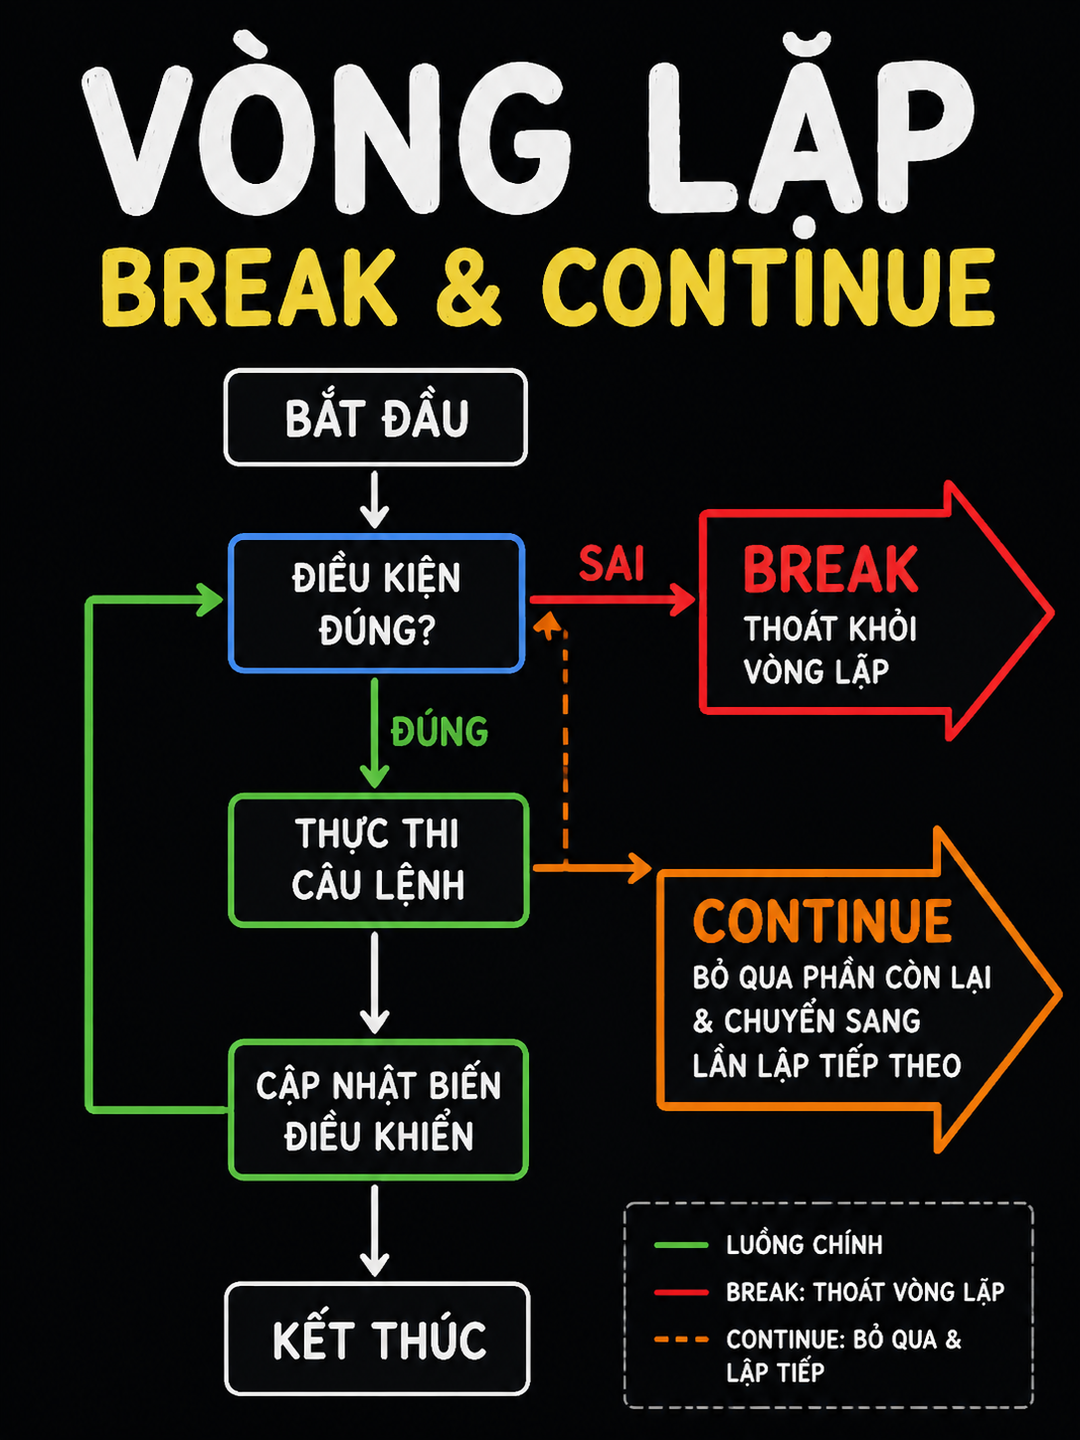 VÒNG LẶP
BREAK & CONTINUE
BẮT ĐẦU
ĐIỀU KIỆN
ĐÚNG?
SAI
BREAK
THOÁT KHỎI
VÒNG LẶP
ĐÚNG
THỰC THI
CÂU LỆNH
CONTINUE
BỎ QUA PHẦN CÒN LẠI
& CHUYỂN SANG
LẦN LẬP TIẾP THEO
CẬP NHẬT BIẾN
ĐIỀU KHIỂN
KẾT THÚC
LUỒNG CHÍNH
BREAK: THOÁT VÒNG LẶP
CONTINUE: BỎ QUA &
LẬP TIẾP